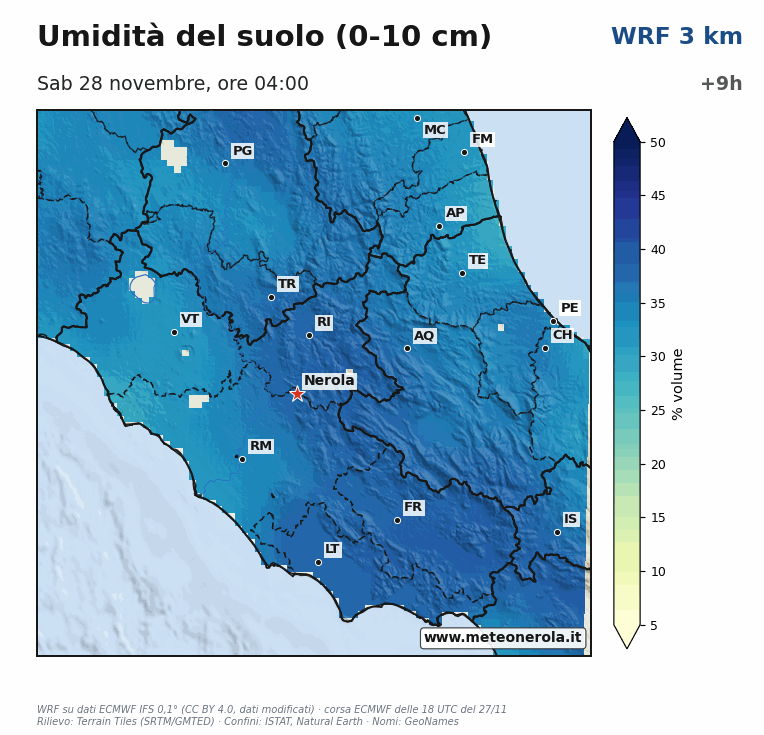 Umidità del suolo (0-10 cm)
WRF 3 km
Sab 28 novembre, ore 04:00
+9h
MC
FM
PG
AP
TE
TR
PE
VT
RI
AQ
CH
Nerola
RM
FR
IS
LT
www.meteonerola.it
50
45
40
35
30
25
20
15
10
5
% volume
WRF su dati ECMWF IFS 0,1° (CC BY 4.0, dati modificati) · corsa ECMWF delle 18 UTC del 27/11
Rilievo: Terrain Tiles (SRTM/GMTED) · Confini: ISTAT, Natural Earth · Nomi: GeoNames